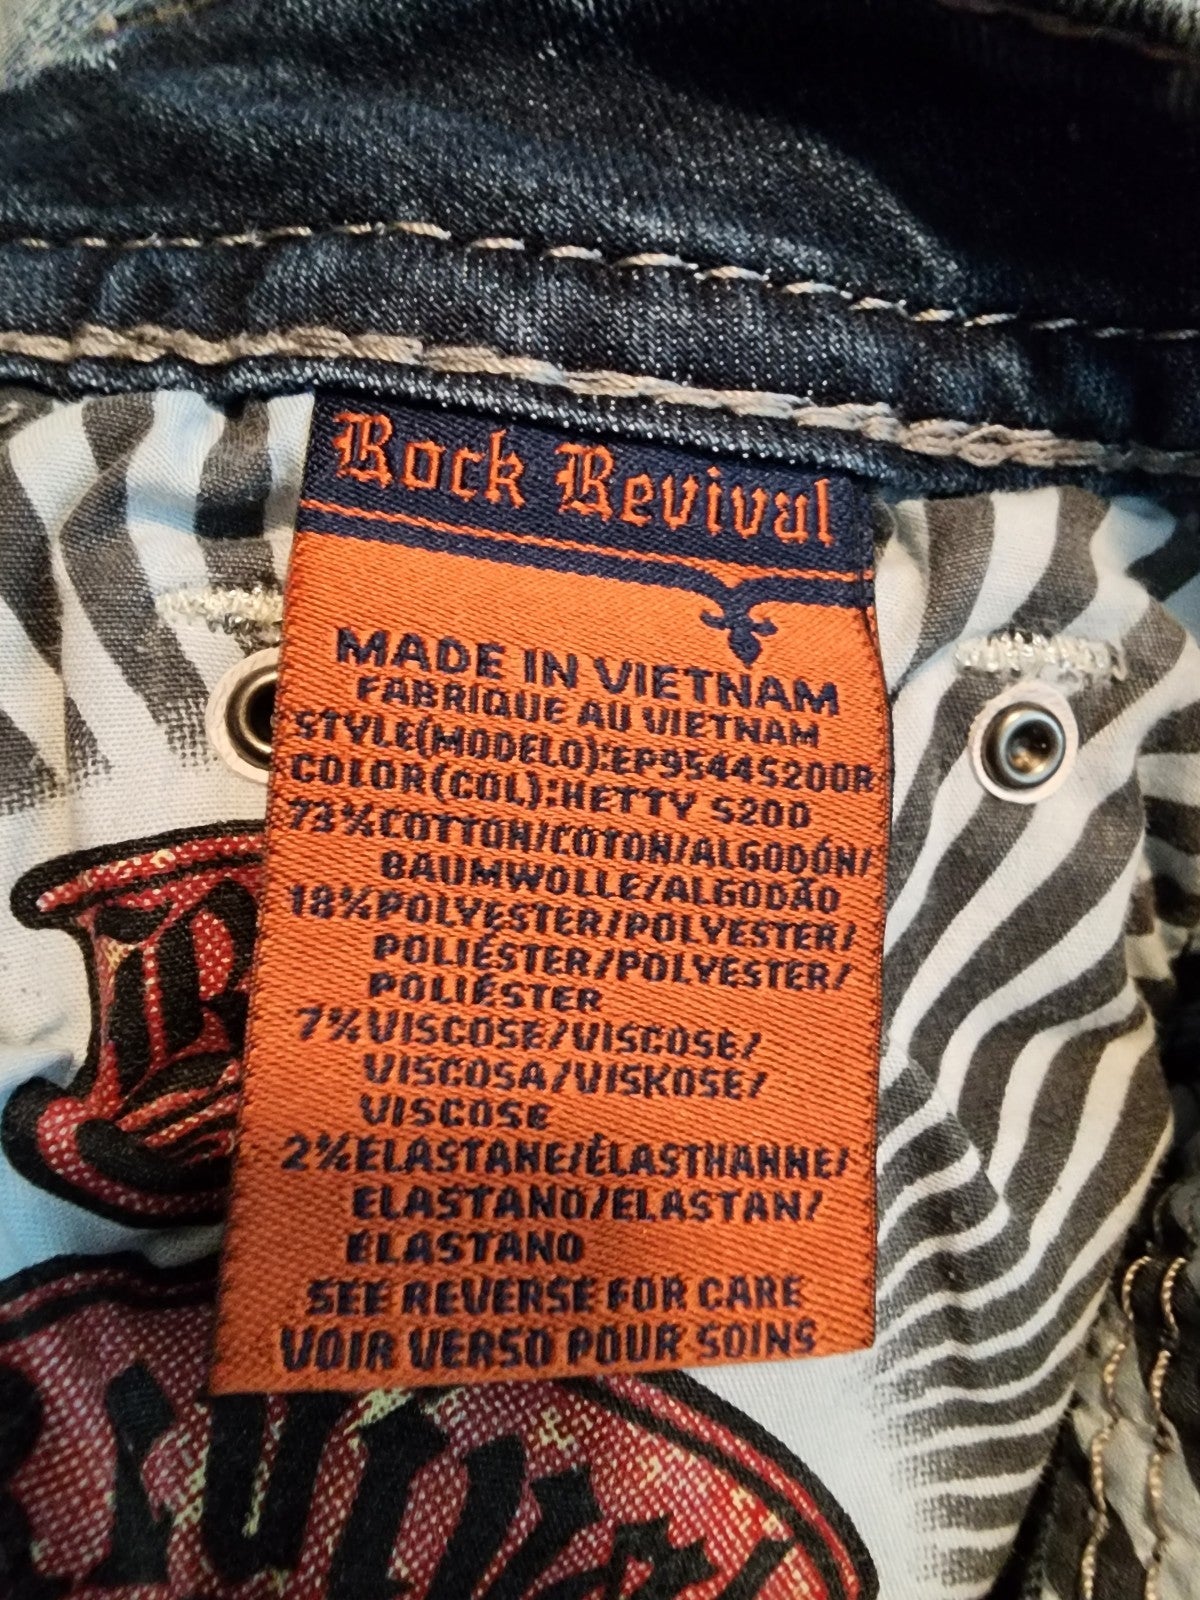 Rock Revival
MADE IN VIETNAM
FABRIQUE AU VIETNAM
STYLE(MODELO):EP9544S200R
COLOR(COL):HETTY S200
73%COTTON/COTON/ALGODÓN/
BAUMWOLLE/ALGODÃO
18%POLYESTER/POLYESTER/
POLIÉSTER/POLYESTER/
POLIÉSTER
7%VISCOSE/VISCOSE/
VISCOSA/VISKOSE/
VISCOSE
2%ELASTANE/ÉLASTHANNE/
ELASTANO/ELASTAN/
ELASTANO
SEE REVERSE FOR CARE
VOIR VERSO POUR SOINS